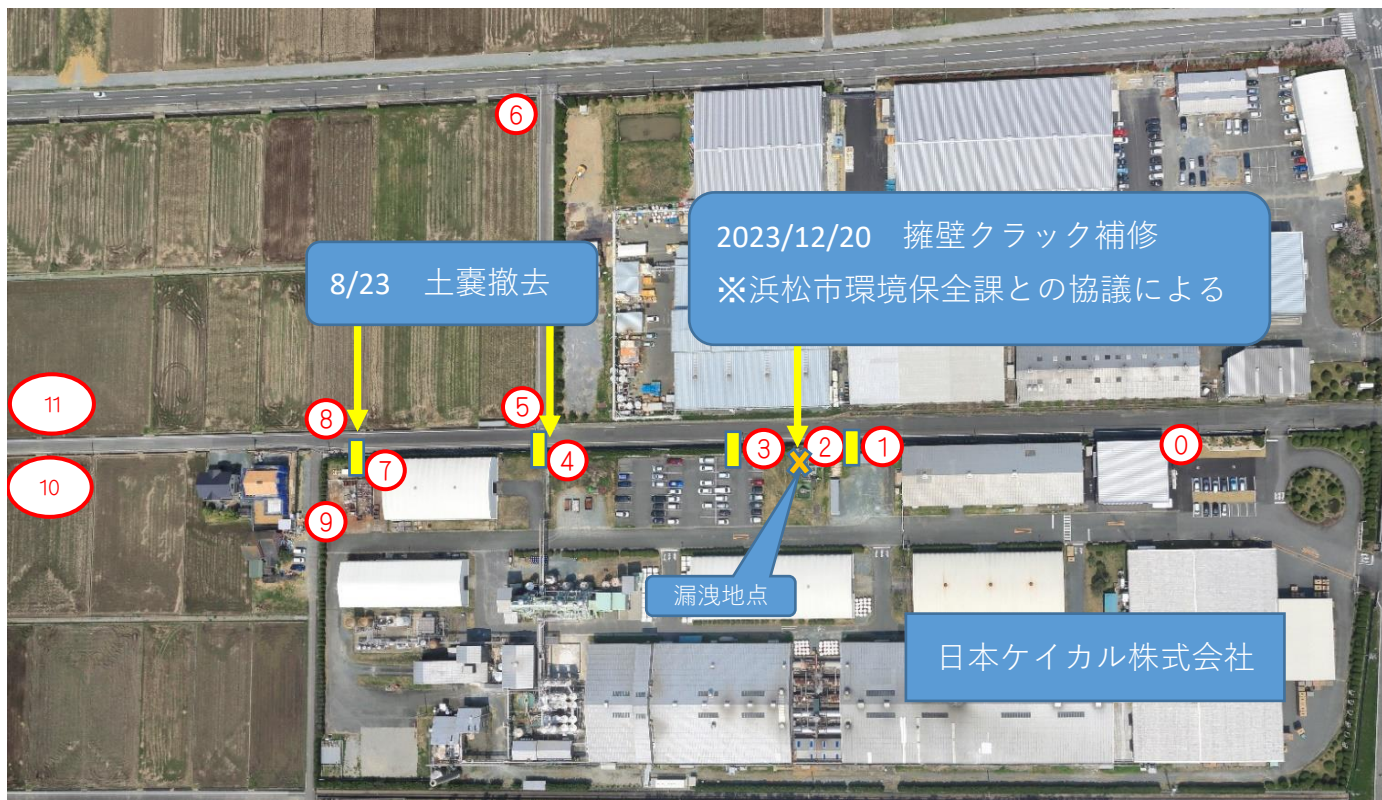 ⑥
2023/12/20 擁壁クラック補修
※浜松市環境保全課との協議による
8/23 土嚢撤去
11
⑧
⑤
⑦
④
③
②
①
⓪
10
⑨
漏洩地点
日本ケイカル株式会社